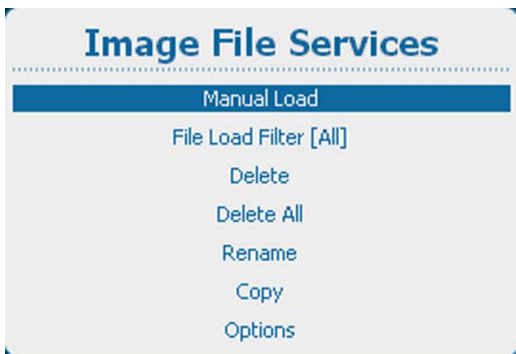 Image File Services
Manual Load
File Load Filter [All]
Delete
Delete All
Rename
Copy
Options